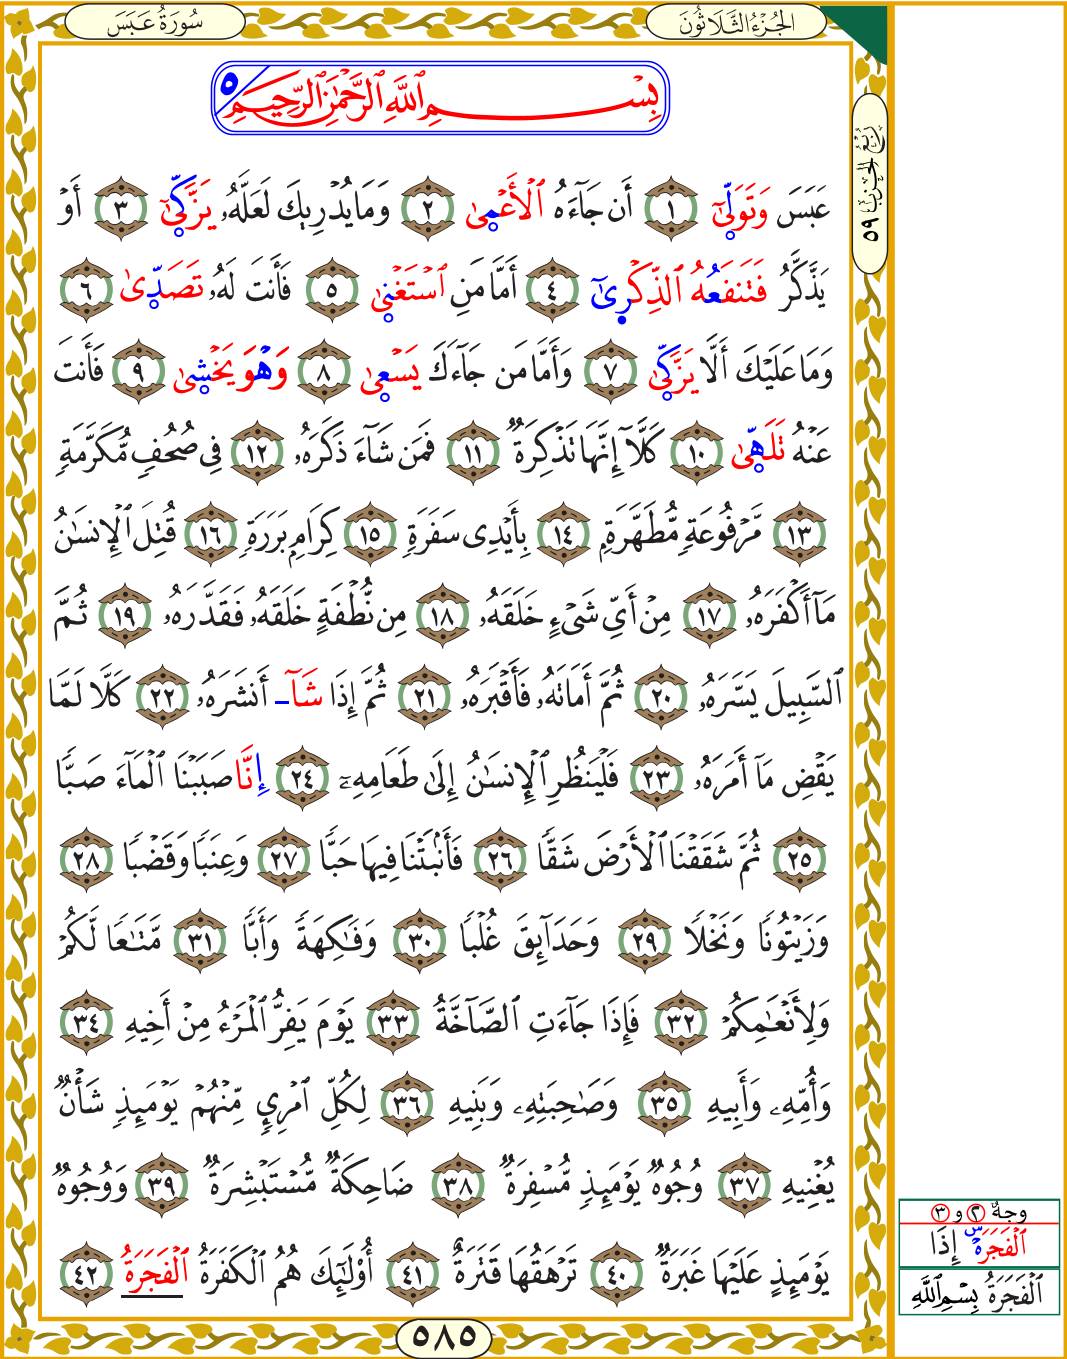 سُورَةُ عَبَسَ
الجُزْءُ الثَّلَاثُونَ
رُبْعُ الحِزْبِ ٥٩
بِسْمِ ٱللَّهِ ٱلرَّحْمَٰنِ ٱلرَّحِيمِ ٥
عَبَسَ وَتَوَلَّىٰٓ ١ أَن جَآءَهُ ٱلْأَعْمَىٰ ٢ وَمَا يُدْرِيكَ لَعَلَّهُۥ يَزَّكَّىٰٓ ٣ أَوْ
يَذَّكَّرُ فَتَنفَعُهُ ٱلذِّكْرَىٰٓ ٤ أَمَّا مَنِ ٱسْتَغْنَىٰ ٥ فَأَنتَ لَهُۥ تَصَدَّىٰ ٦
وَمَا عَلَيْكَ أَلَّا يَزَّكَّىٰ ٧ وَأَمَّا مَن جَآءَكَ يَسْعَىٰ ٨ وَهْوَ يَخْشَىٰ ٩ فَأَنتَ
عَنْهُ تَلَهَّىٰ ١٠ كَلَّآ إِنَّهَا تَذْكِرَةٌ ١١ فَمَن شَآءَ ذَكَرَهُۥ ١٢ فِى صُحُفٍ مُّكَرَّمَةٍ
١٣ مَّرْفُوعَةٍ مُّطَهَّرَةٍۭ ١٤ بِأَيْدِى سَفَرَةٍ ١٥ كِرَامٍۭ بَرَرَةٍ ١٦ قُتِلَ ٱلْإِنسَٰنُ
مَآ أَكْفَرَهُۥ ١٧ مِنْ أَىِّ شَىْءٍ خَلَقَهُۥ ١٨ مِن نُّطْفَةٍ خَلَقَهُۥ فَقَدَّرَهُۥ ١٩ ثُمَّ
ٱلسَّبِيلَ يَسَّرَهُۥ ٢٠ ثُمَّ أَمَاتَهُۥ فَأَقْبَرَهُۥ ٢١ ثُمَّ إِذَا شَآ أَنشَرَهُۥ ٢٢ كَلَّا لَمَّا
يَقْضِ مَآ أَمَرَهُۥ ٢٣ فَلْيَنظُرِ ٱلْإِنسَٰنُ إِلَىٰ طَعَامِهِۦٓ ٢٤ إِنَّا صَبَبْنَا ٱلْمَآءَ صَبًّا
٢٥ ثُمَّ شَقَقْنَا ٱلْأَرْضَ شَقًّا ٢٦ فَأَنۢبَتْنَا فِيهَا حَبًّا ٢٧ وَعِنَبًا وَقَضْبًا ٢٨
وَزَيْتُونًا وَنَخْلًا ٢٩ وَحَدَآئِقَ غُلْبًا ٣٠ وَفَٰكِهَةً وَأَبًّا ٣١ مَّتَٰعًا لَّكُمْ
وَلِأَنْعَٰمِكُمْ ٣٢ فَإِذَا جَآءَتِ ٱلصَّآخَّةُ ٣٣ يَوْمَ يَفِرُّ ٱلْمَرْءُ مِنْ أَخِيهِ ٣٤
وَأُمِّهِۦ وَأَبِيهِ ٣٥ وَصَٰحِبَتِهِۦ وَبَنِيهِ ٣٦ لِكُلِّ ٱمْرِئٍ مِّنْهُمْ يَوْمَئِذٍ شَأْنٌ
يُغْنِيهِ ٣٧ وُجُوهٌ يَوْمَئِذٍ مُّسْفِرَةٌ ٣٨ ضَاحِكَةٌ مُّسْتَبْشِرَةٌ ٣٩ وَوُجُوهٌ
يَوْمَئِذٍ عَلَيْهَا غَبَرَةٌ ٤٠ تَرْهَقُهَا قَتَرَةٌ ٤١ أُو۟لَٰٓئِكَ هُمُ ٱلْكَفَرَةُ ٱلْفَجَرَةُ ٤٢
وجهٌ ٢ و ٣
ٱلْفَجَرَةُ س إِذَا
ٱلْفَجَرَةُ بِسْمِ ٱللَّهِ
٥٨٥